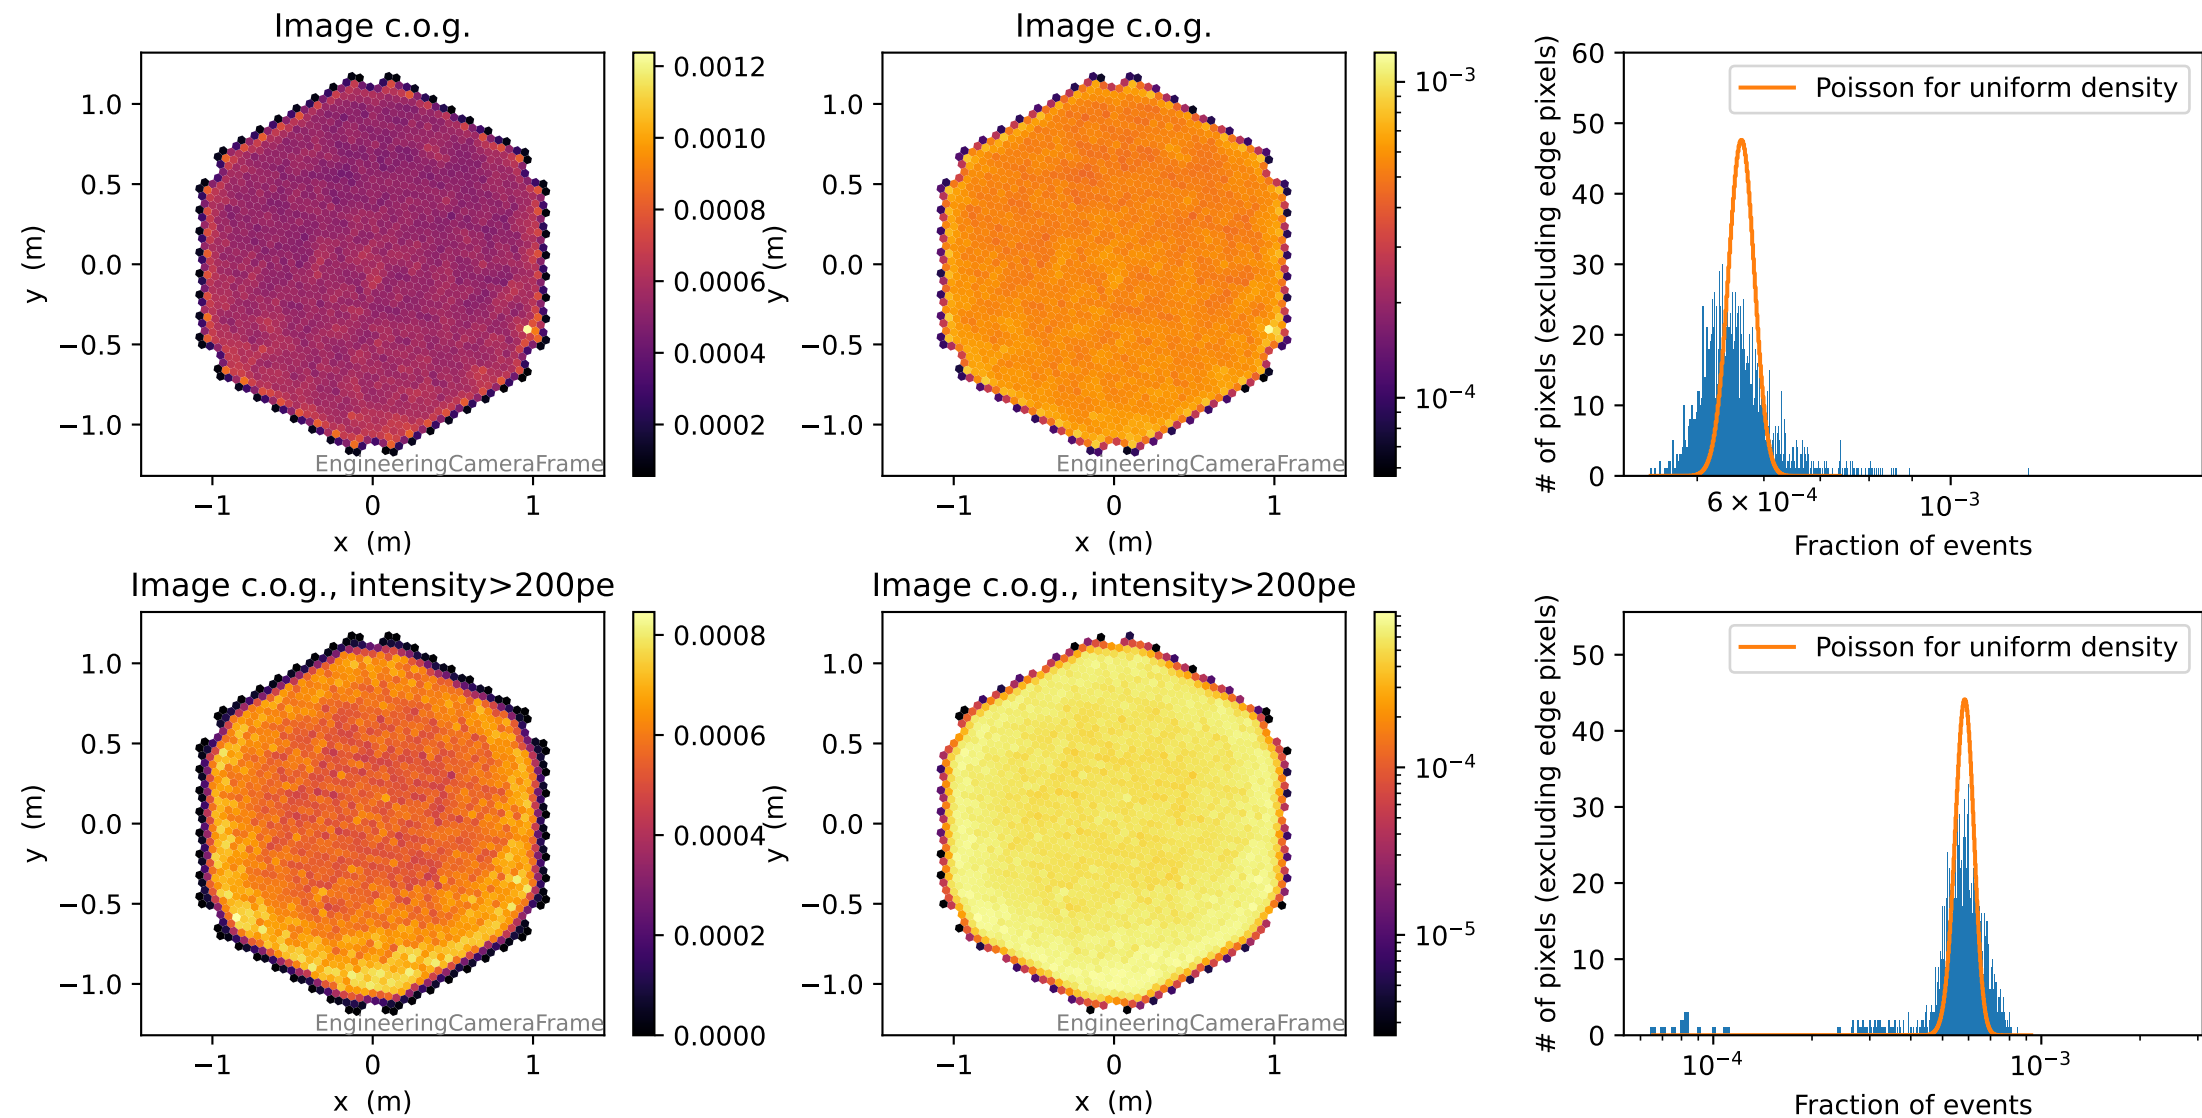 Image c.o.g.
1.0
0.5
0.0
−0.5
−1.0
y (m)
−1
0
1
x (m)
EngineeringCameraFrame
0.0012
0.0010
0.0008
0.0006
0.0004
0.0002
Image c.o.g.
1.0
0.5
0.0
−0.5
−1.0
y (m)
−1
0
1
x (m)
EngineeringCameraFrame
10⁻³
10⁻⁴
60
50
40
30
20
10
0
# of pixels (excluding edge pixels)
Poisson for uniform density
6 × 10⁻⁴
10⁻³
Fraction of events
Image c.o.g., intensity>200pe
1.0
0.5
0.0
−0.5
−1.0
y (m)
−1
0
1
x (m)
EngineeringCameraFrame
0.0008
0.0006
0.0004
0.0002
0.0000
Image c.o.g., intensity>200pe
1.0
0.5
0.0
−0.5
−1.0
y (m)
−1
0
1
x (m)
EngineeringCameraFrame
10⁻⁴
10⁻⁵
50
40
30
20
10
0
# of pixels (excluding edge pixels)
Poisson for uniform density
10⁻⁴
10⁻³
Fraction of events